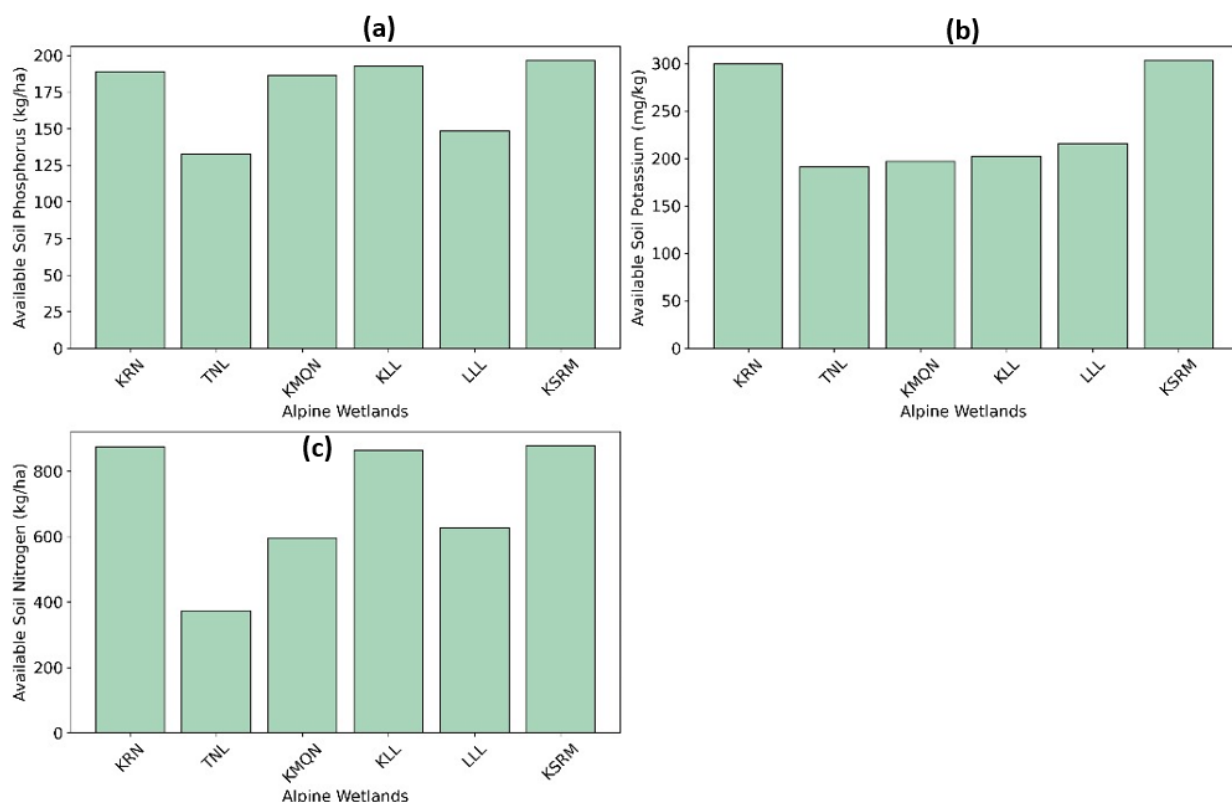 (a)
Available Soil Phosphorus (kg/ha)
200
175
150
125
100
75
50
25
0
KRN
TNL
KMQN
KLL
LLL
KSRM
Alpine Wetlands
(b)
Available Soil Potassium (mg/kg)
300
250
200
150
100
50
0
KRN
TNL
KMQN
KLL
LLL
KSRM
Alpine Wetlands
(c)
Available Soil Nitrogen (kg/ha)
800
600
400
200
0
KRN
TNL
KMQN
KLL
LLL
KSRM
Alpine Wetlands